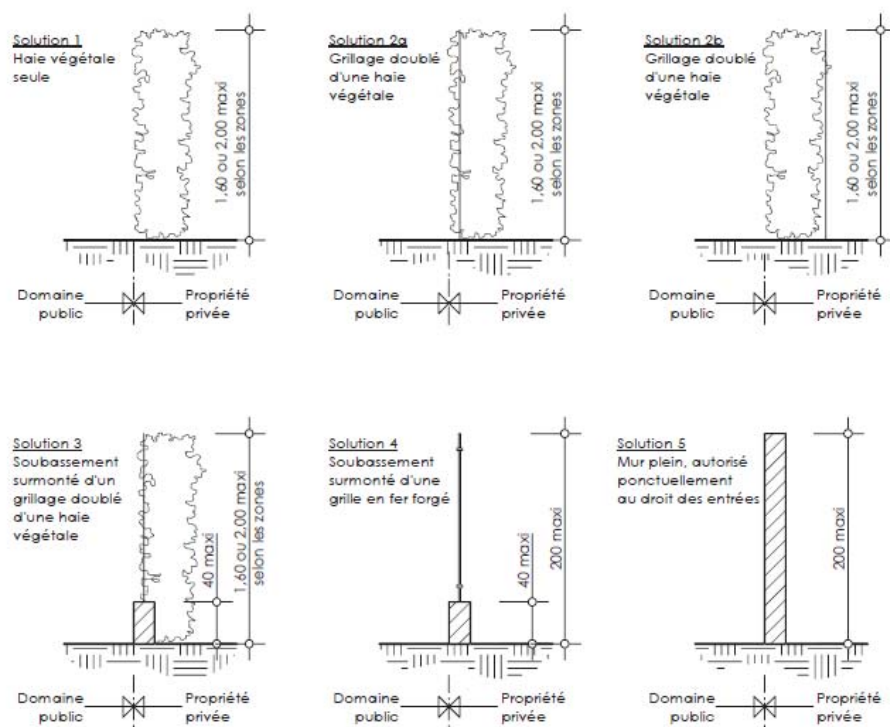 Solution 1
Haie végétale
seule
1,60 ou 2,00 maxi
selon les zones
Domaine
public
Propriété
privée
Solution 2a
Grillage doublé
d'une haie
végétale
1,60 ou 2,00 maxi
selon les zones
Domaine
public
Propriété
privée
Solution 2b
Grillage doublé
d'une haie
végétale
1,60 ou 2,00 maxi
selon les zones
Domaine
public
Propriété
privée
Solution 3
Soubassement
surmonté d'un
grillage doublé
d'une haie
végétale
40 maxi
1,60 ou 2,00 maxi
selon les zones
Domaine
public
Propriété
privée
Solution 4
Soubassement
surmonté d'une
grille en fer forgé
40 maxi
200 maxi
Domaine
public
Propriété
privée
Solution 5
Mur plein, autorisé
ponctuellement
au droit des entrées
200 maxi
Domaine
public
Propriété
privée